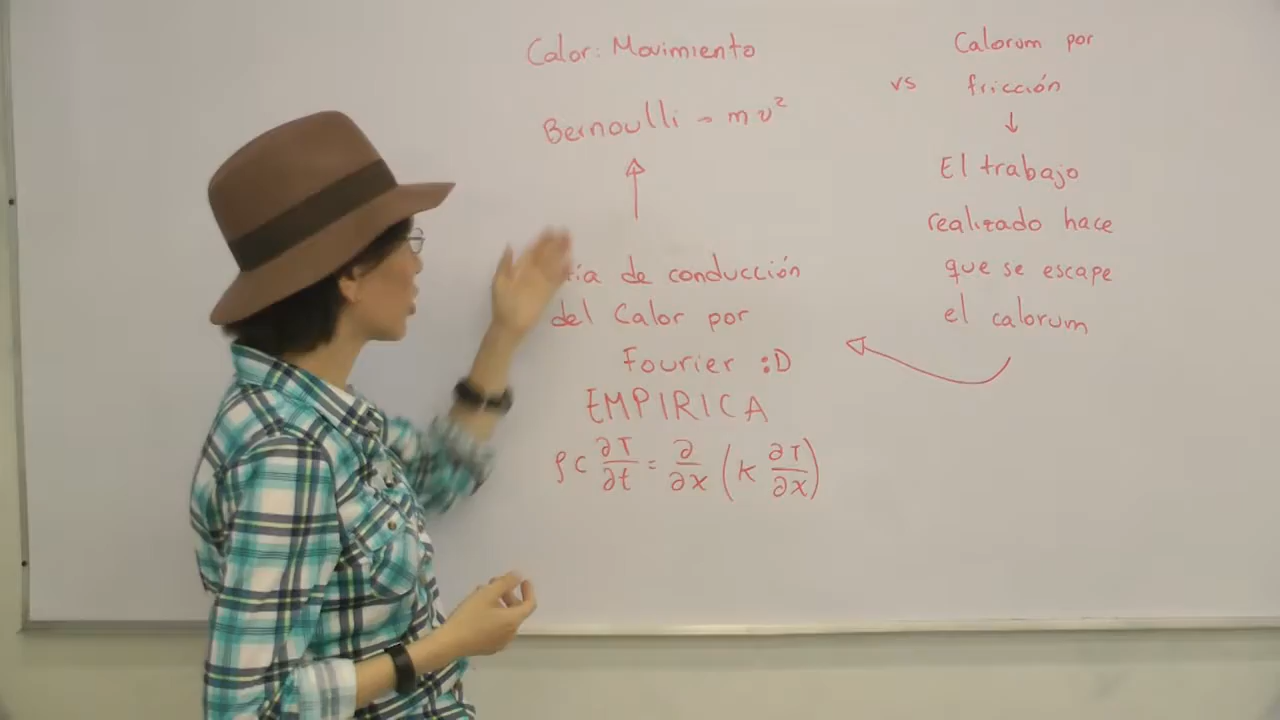 Calor: Movimiento
Bernoulli - mv²
de conducción
del Calor por
Fourier :D
EMPIRICA
ρc ∂T/∂t = ∂/∂x (k ∂T/∂x)
vs
Calorum por
fricción
↓
El trabajo
realizado hace
que se escape
el calorum